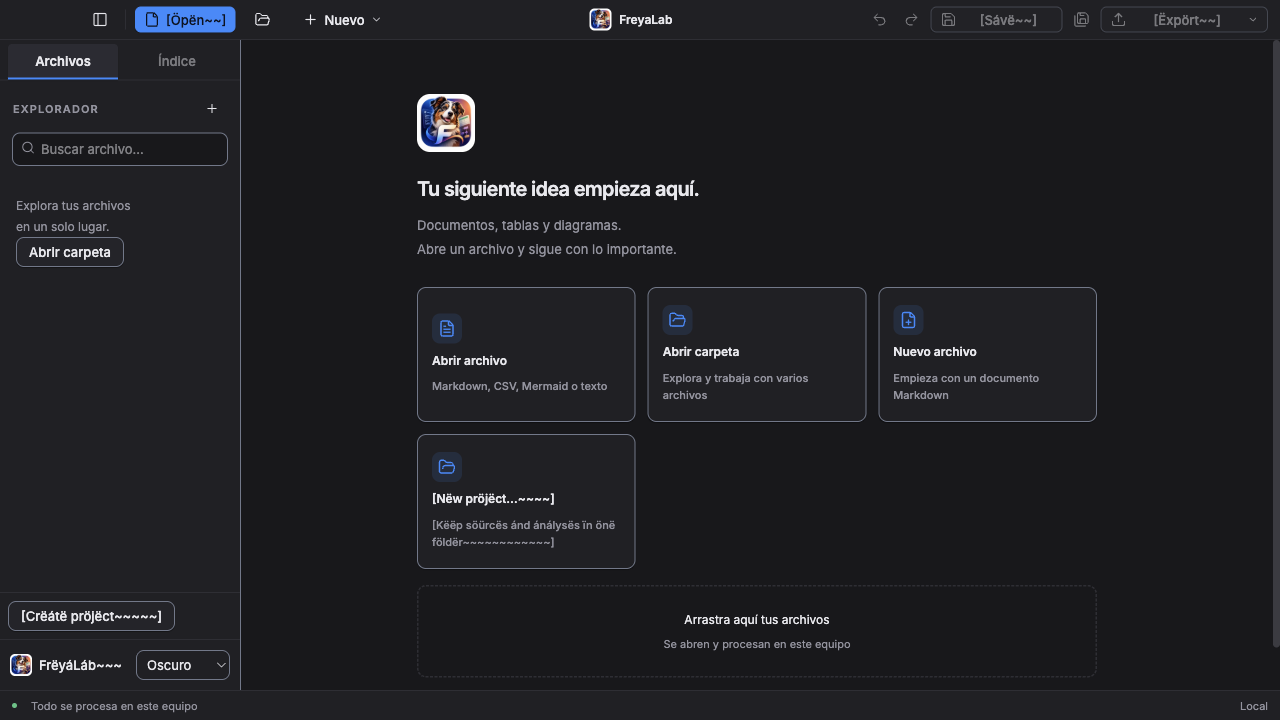 [Öpën~~]
Nuevo
FreyaLab
[Sávë~~]
[Ëxpört~~]
Archivos
Índice
EXPLORADOR
Buscar archivo...
Explora tus archivos
en un solo lugar.
Abrir carpeta
Tu siguiente idea empieza aquí.
Documentos, tablas y diagramas.
Abre un archivo y sigue con lo importante.
Abrir archivo
Markdown, CSV, Mermaid o texto
Abrir carpeta
Explora y trabaja con varios
archivos
Nuevo archivo
Empieza con un documento
Markdown
[Nëw pröjëct...~~~~]
[Këëp söürcës ánd ánálysës ïn önë
földër~~~~~~~~~~~~]
Arrastra aquí tus archivos
Se abren y procesan en este equipo
[Crëátë pröjëct~~~~~]
FrëyáLáb~~~
Oscuro
Todo se procesa en este equipo
Local